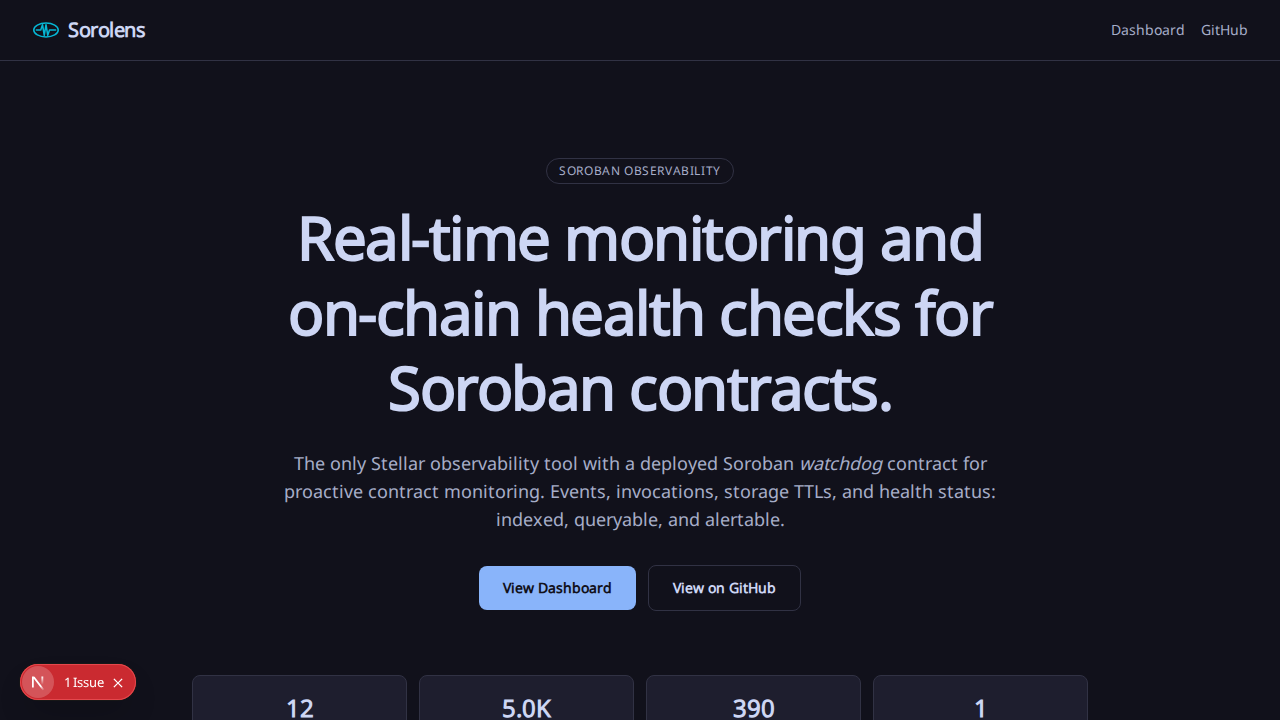 Sorolens
Dashboard GitHub
SOROBAN OBSERVABILITY
Real-time monitoring and
on-chain health checks for
Soroban contracts.
The only Stellar observability tool with a deployed Soroban watchdog contract for
proactive contract monitoring. Events, invocations, storage TTLs, and health status:
indexed, queryable, and alertable.
View Dashboard View on GitHub
N 1 Issue
12 5.0K 390 1